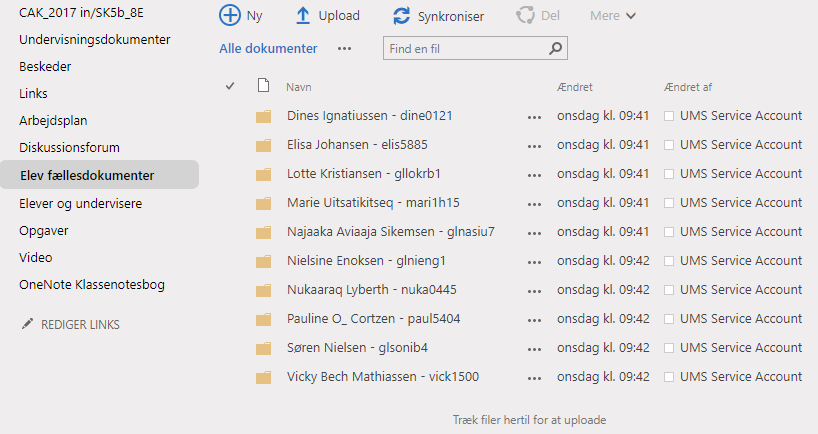 CAK_2017 in/SK5b_8E
Undervisningsdokumenter
Beskeder
Links
Arbejdsplan
Diskussionsforum
Elev fællesdokumenter
Elever og undervisere
Opgaver
Video
OneNote Klassenotesbog
REDIGER LINKS
Ny Upload Synkroniser Del Mere
Alle dokumenter ••• Find en fil
Navn Ændret Ændret af
Dines Ignatiussen - dine0121 ••• onsdag kl. 09:41 UMS Service Account
Elisa Johansen - elis5885 ••• onsdag kl. 09:41 UMS Service Account
Lotte Kristiansen - gllokrb1 ••• onsdag kl. 09:41 UMS Service Account
Marie Uitsatikitseq - mari1h15 ••• onsdag kl. 09:41 UMS Service Account
Najaaka Aviaaja Sikemsen - glnasiu7 ••• onsdag kl. 09:41 UMS Service Account
Nielsine Enoksen - glnieng1 ••• onsdag kl. 09:42 UMS Service Account
Nukaaraq Lyberth - nuka0445 ••• onsdag kl. 09:42 UMS Service Account
Pauline O_ Cortzen - paul5404 ••• onsdag kl. 09:42 UMS Service Account
Søren Nielsen - glsonib4 ••• onsdag kl. 09:42 UMS Service Account
Vicky Bech Mathiassen - vick1500 ••• onsdag kl. 09:42 UMS Service Account
Træk filer hertil for at uploade